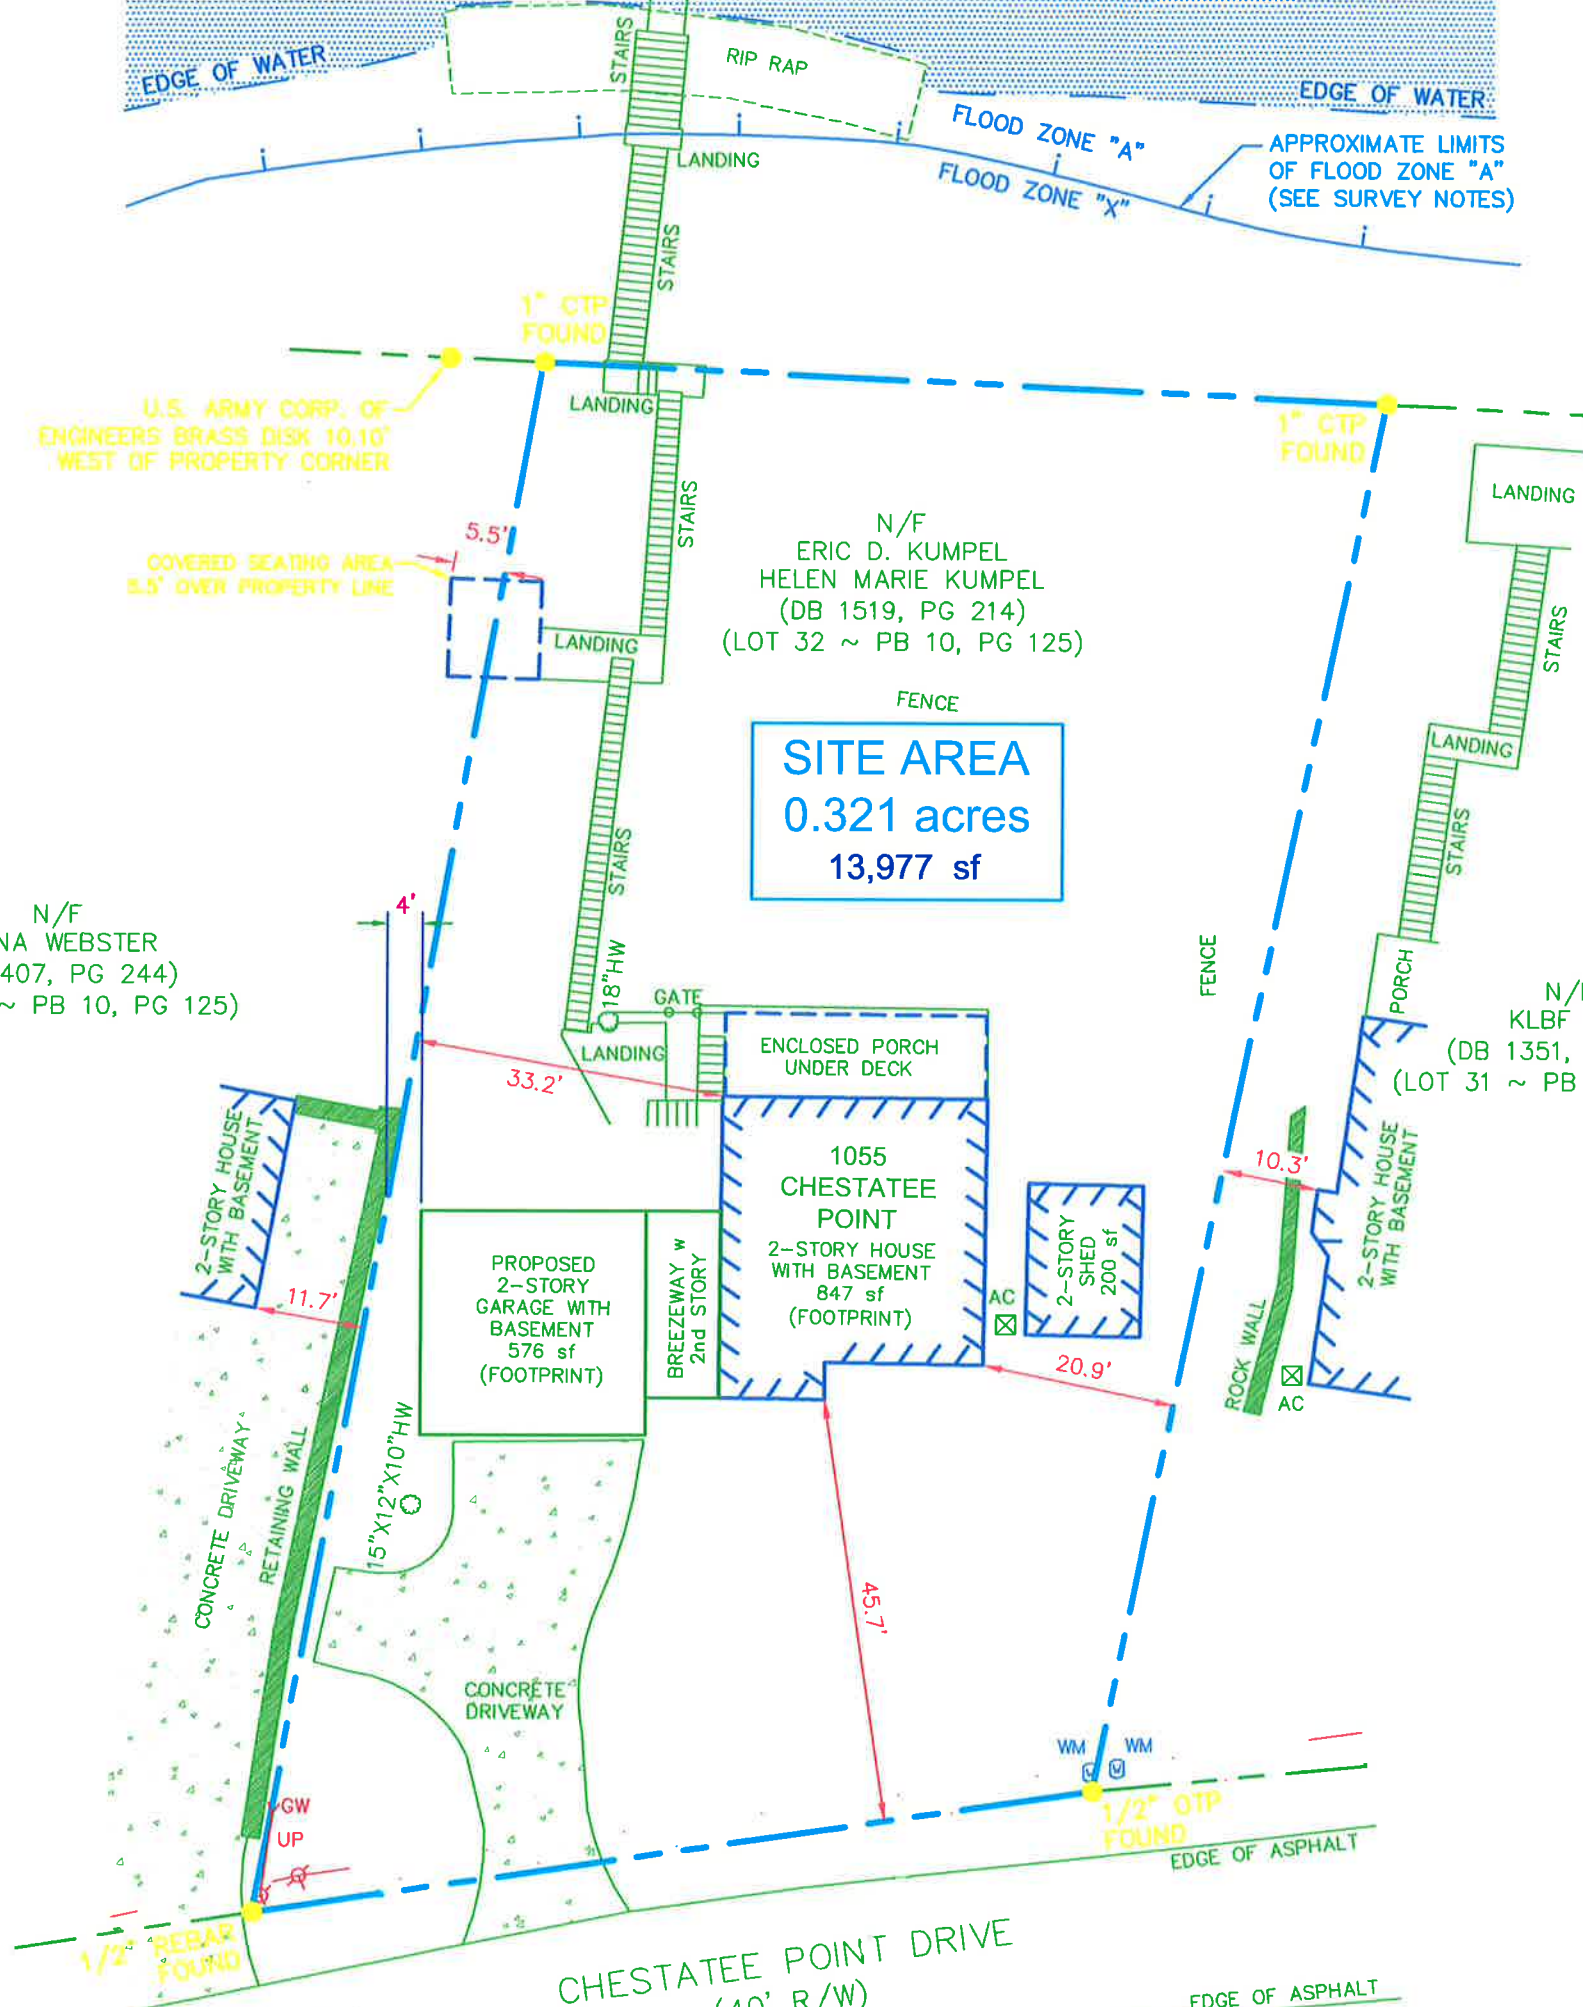 STAIRS
RIP RAP
EDGE OF WATER
EDGE OF WATER
FLOOD ZONE "A"
FLOOD ZONE "X"
APPROXIMATE LIMITS
OF FLOOD ZONE "A"
(SEE SURVEY NOTES)
LANDING
STAIRS
1" CTP
FOUND
U.S. ARMY CORP. OF
ENGINEERS BRASS DISK 10.10'
WEST OF PROPERTY CORNER
LANDING
1" CTP
FOUND
LANDING
STAIRS
5.5'
COVERED SEATING AREA
5.5' OVER PROPERTY LINE
N/F
ERIC D. KUMPEL
HELEN MARIE KUMPEL
(DB 1519, PG 214)
(LOT 32 ~ PB 10, PG 125)
LANDING
STAIRS
FENCE
SITE AREA
0.321 acres
13,977 sf
LANDING
STAIRS
STAIRS
4'
N/F
NA WEBSTER
407, PG 244)
~ PB 10, PG 125)
18"HW
GATE
FENCE
PORCH
N/
KLBF
(DB 1351,
(LOT 31 ~ PB
LANDING
ENCLOSED PORCH
UNDER DECK
33.2'
2-STORY HOUSE
WITH BASEMENT
1055
CHESTATEE
POINT
2-STORY HOUSE
WITH BASEMENT
847 sf
(FOOTPRINT)
10.3'
2-STORY HOUSE
WITH BASEMENT
PROPOSED
2-STORY
GARAGE WITH
BASEMENT
576 sf
(FOOTPRINT)
BREEZEWAY w
2nd STORY
2-STORY
SHED
200 sf
AC
11.7'
20.9'
ROCK WALL
AC
CONCRETE DRIVEWAY
RETAINING WALL
15"X12"X10"HW
45.7'
CONCRETE
DRIVEWAY
WM
WM
GW
UP
1/2" OTP
FOUND
EDGE OF ASPHALT
1/2" REBAR
FOUND
CHESTATEE POINT DRIVE
(40' R/W)
EDGE OF ASPHALT